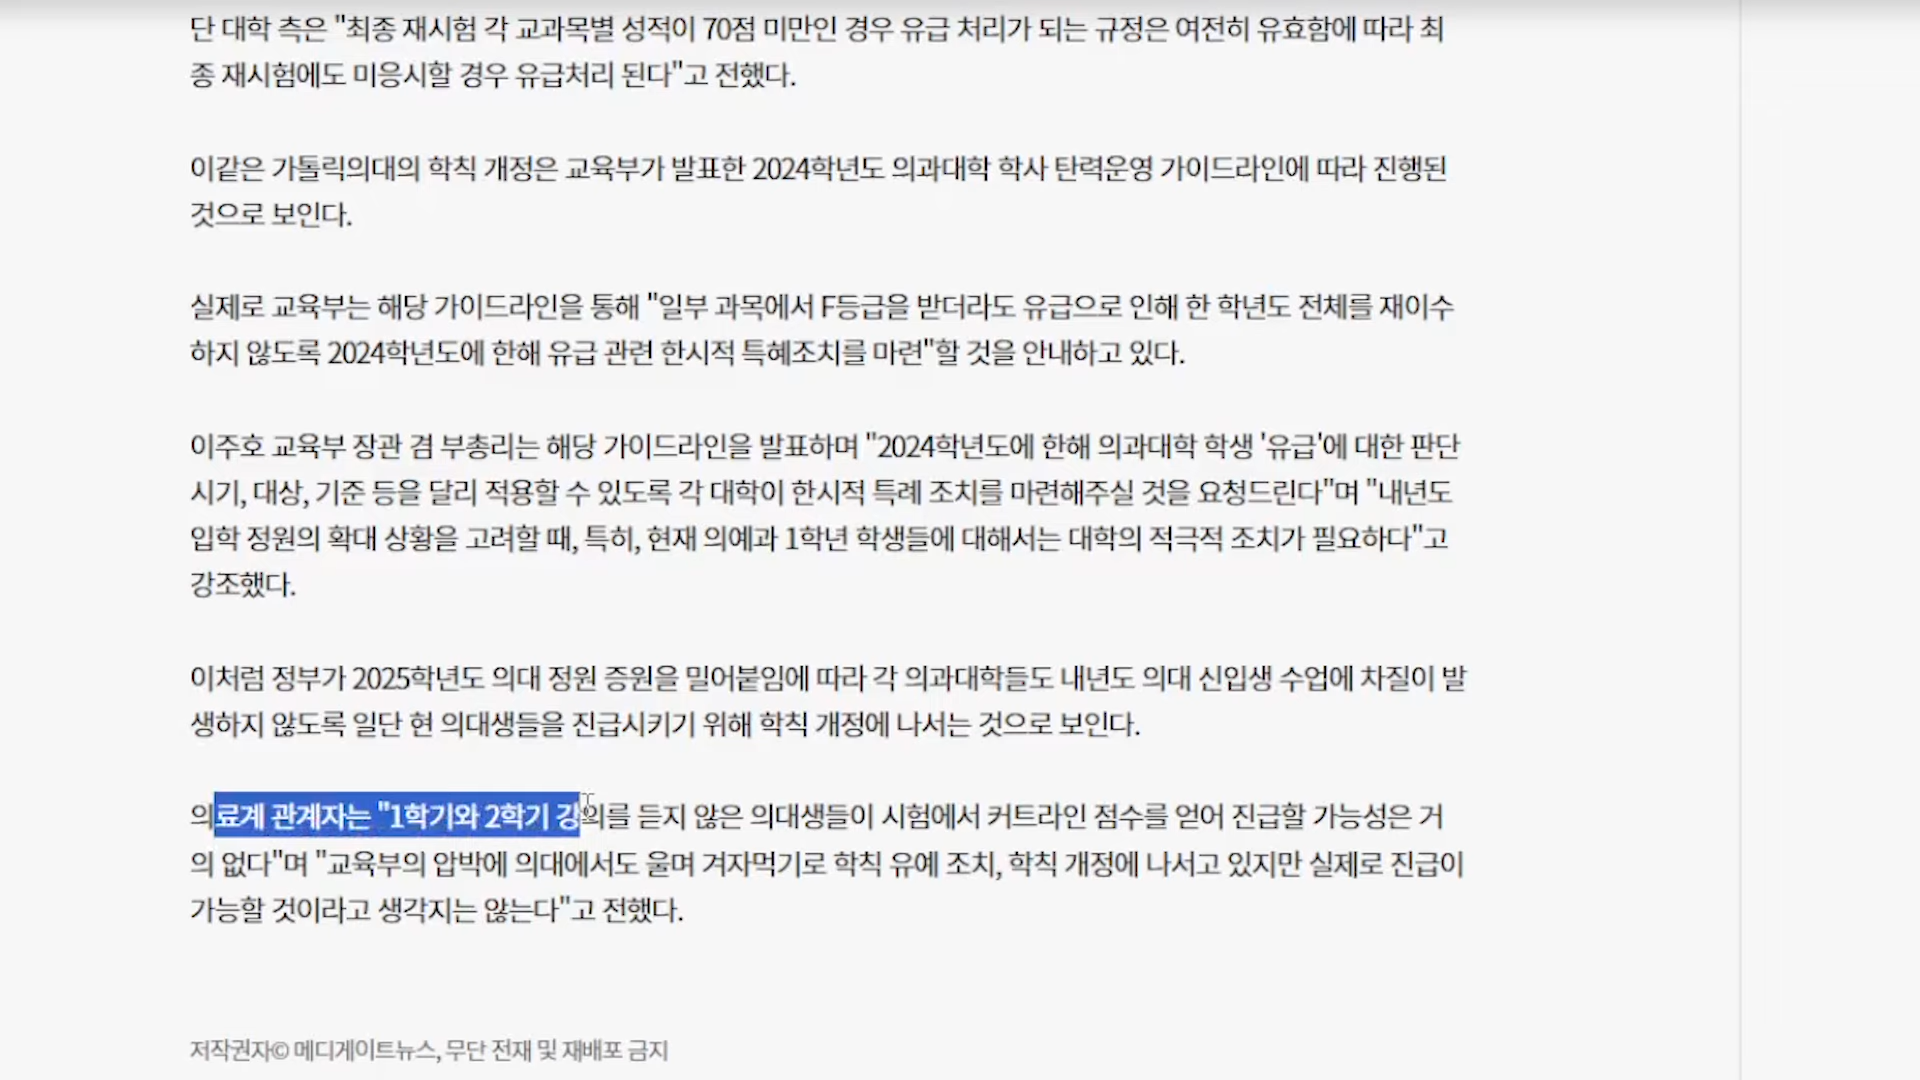 단 대학 측은 "최종 재시험 각 교과목별 성적이 70점 미만인 경우 유급 처리가 되는 규정은 여전히 유효함에 따라 최
종 재시험에도 미응시할 경우 유급처리 된다"고 전했다.
이같은 가톨릭의대의 학칙 개정은 교육부가 발표한 2024학년도 의과대학 학사 탄력운영 가이드라인에 따라 진행된
것으로 보인다.
실제로 교육부는 해당 가이드라인을 통해 "일부 과목에서 F등급을 받더라도 유급으로 인해 한 학년도 전체를 재이수
하지 않도록 2024학년도에 한해 유급 관련 한시적 특혜조치를 마련"할 것을 안내하고 있다.
이주호 교육부 장관 겸 부총리는 해당 가이드라인을 발표하며 "2024학년도에 한해 의과대학 학생 '유급'에 대한 판단
시기, 대상, 기준 등을 달리 적용할 수 있도록 각 대학이 한시적 특례 조치를 마련해주실 것을 요청드린다"며 "내년도
입학 정원의 확대 상황을 고려할 때, 특히, 현재 의예과 1학년 학생들에 대해서는 대학의 적극적 조치가 필요하다"고
강조했다.
이처럼 정부가 2025학년도 의대 정원 증원을 밀어붙임에 따라 각 의과대학들도 내년도 의대 신입생 수업에 차질이 발
생하지 않도록 일단 현 의대생들을 진급시키기 위해 학칙 개정에 나서는 것으로 보인다.
의료계 관계자는 "1학기와 2학기 강의를 듣지 않은 의대생들이 시험에서 커트라인 점수를 얻어 진급할 가능성은 거
의 없다"며 "교육부의 압박에 의대에서도 울며 겨자먹기로 학칙 유예 조치, 학칙 개정에 나서고 있지만 실제로 진급이
가능할 것이라고 생각지는 않는다"고 전했다.
저작권자© 메디게이트뉴스, 무단 전재 및 재배포 금지